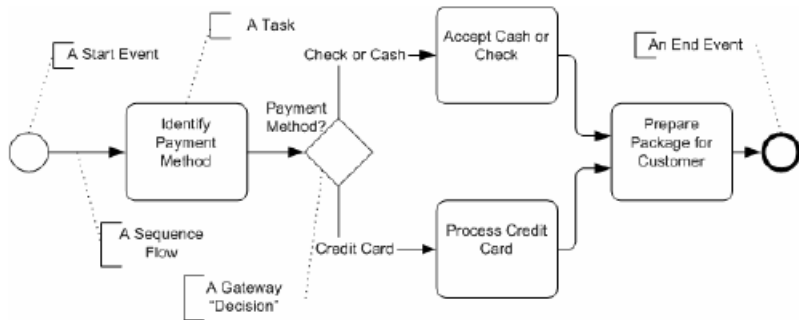 A Task
A Start Event
Check or Cash
Accept Cash or
Check
An End Event
Identify
Payment
Method
Payment
Method?
Prepare
Package for
Customer
A Sequence
Flow
Credit Card
Process Credit
Card
A Gateway
"Decision"